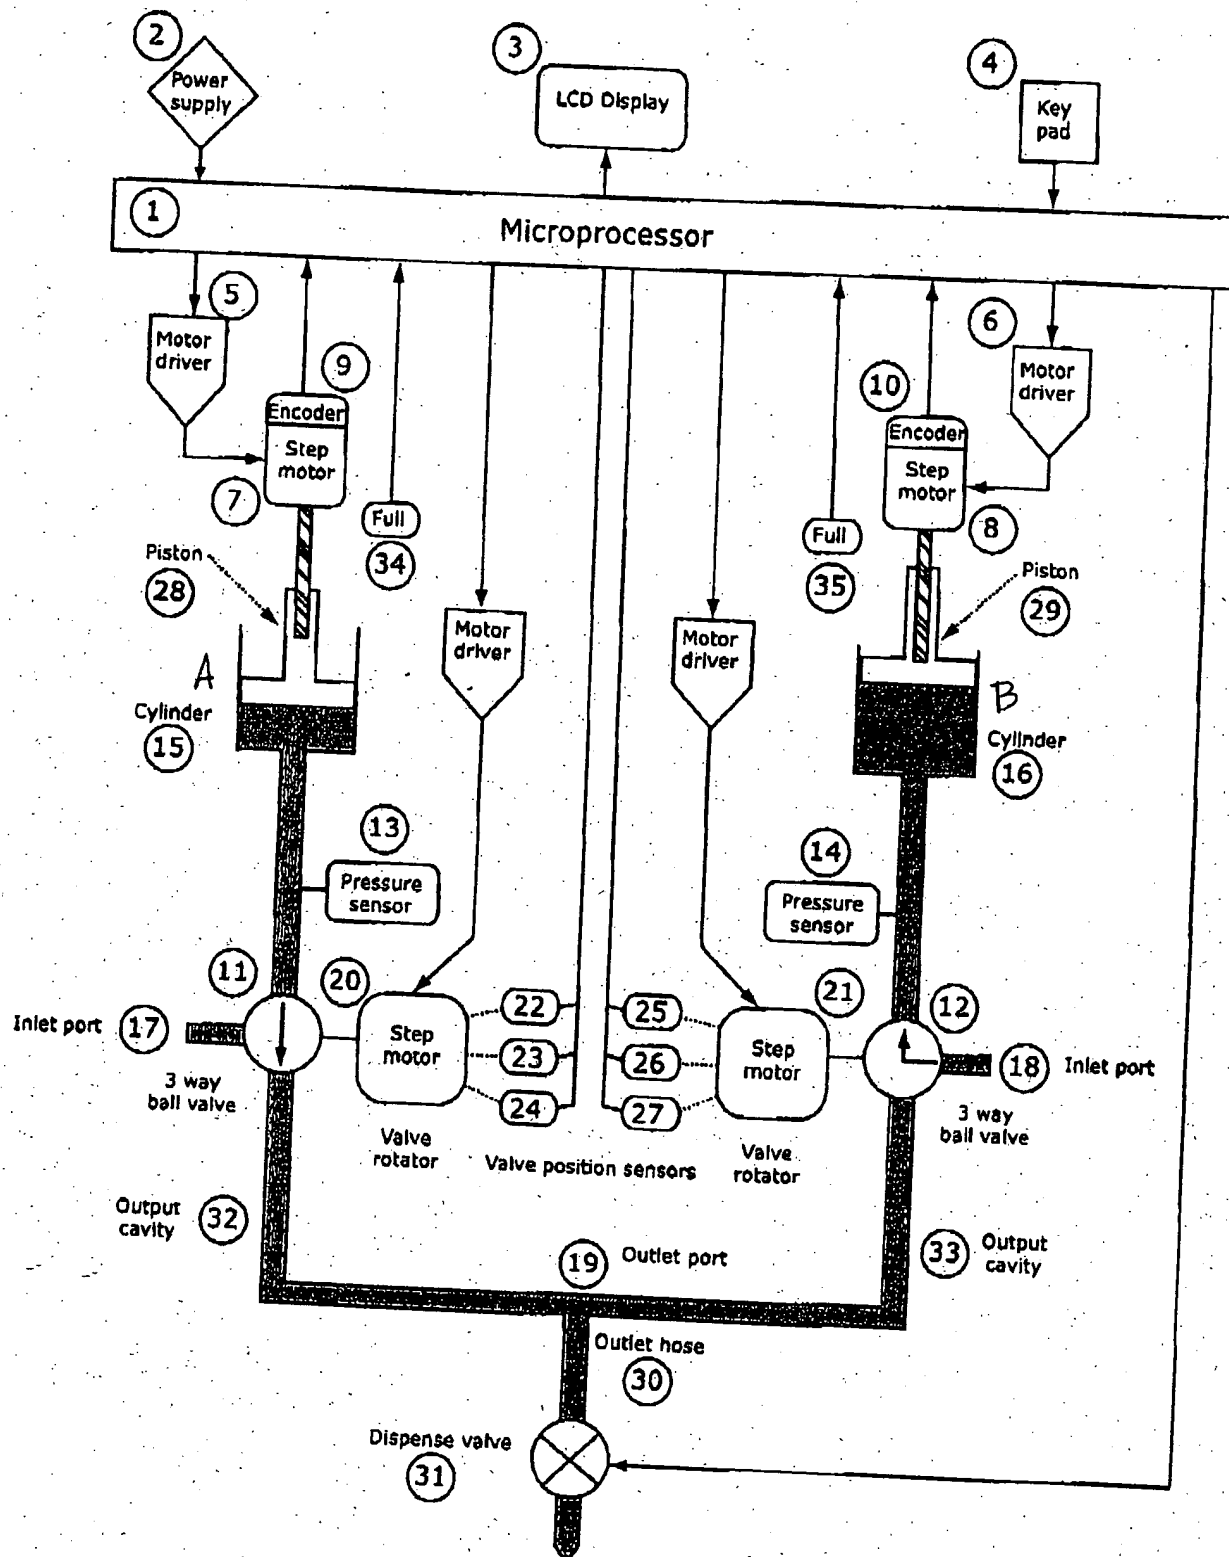 2
3
4
Power
supply
LCD Display
Key
pad
1
Microprocessor
5
6
Motor
driver
9
10
Motor
driver
Encoder
Step
motor
Encoder
Step
motor
7
8
Full
34
Full
35
Piston
28
Piston
29
Motor
driver
Motor
driver
A
Cylinder
15
B
Cylinder
16
13
Pressure
sensor
14
Pressure
sensor
11
20
21
12
Inlet port 17
22
25
Step
motor
23
26
Step
motor
18 Inlet port
24
27
3 way
ball valve
3 way
ball valve
Valve
rotator
Valve position sensors
Valve
rotator
Output
cavity 32
19 Outlet port
33 Output
cavity
Outlet hose
30
Dispense valve
31